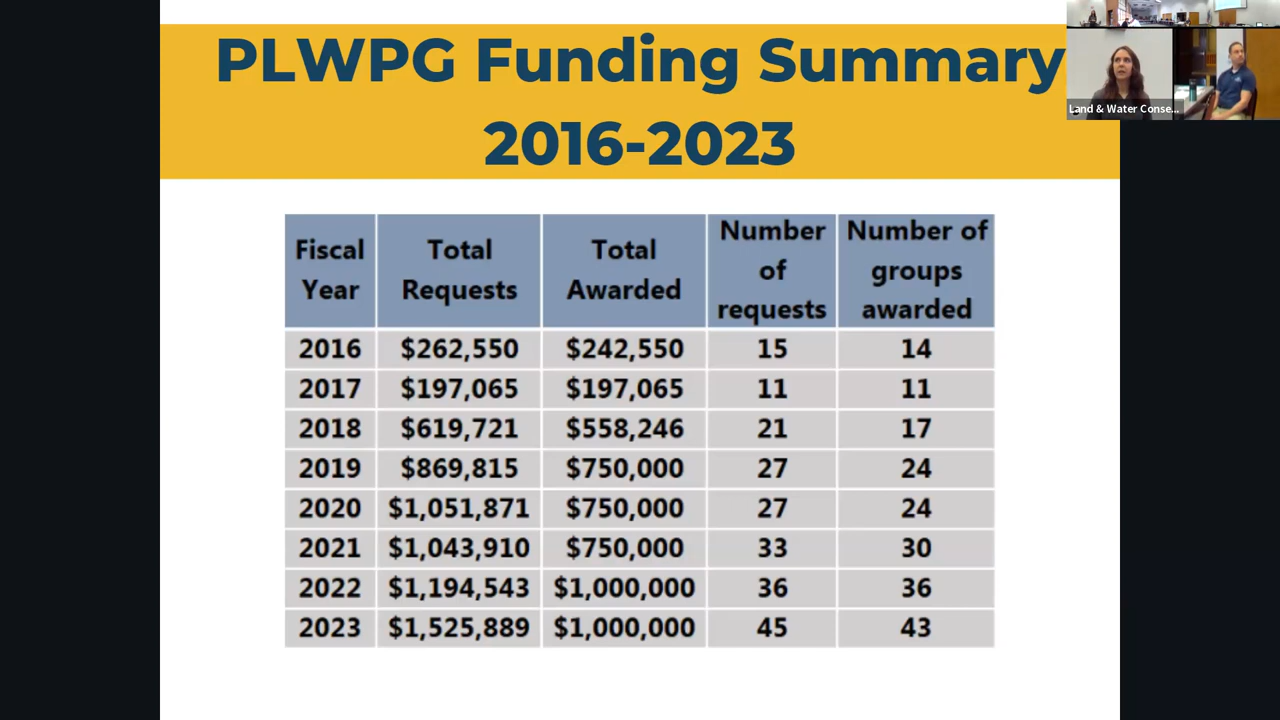 PLWPG Funding Summary
2016-2023
Land & Water Conse...
Fiscal Year Total Requests Total Awarded Number of requests Number of groups awarded
2016 $262,550 $242,550 15 14
2017 $197,065 $197,065 11 11
2018 $619,721 $558,246 21 17
2019 $869,815 $750,000 27 24
2020 $1,051,871 $750,000 27 24
2021 $1,043,910 $750,000 33 30
2022 $1,194,543 $1,000,000 36 36
2023 $1,525,889 $1,000,000 45 43